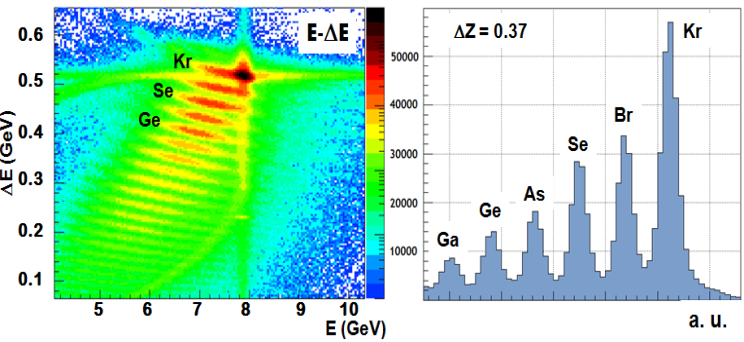 E-ΔE
Kr
Se
Ge
0.6
0.5
0.4
0.3
0.2
0.1
ΔE (GeV)
5 6 7 8 9 10
E (GeV)
ΔZ = 0.37
Kr
Br
Se
As
Ge
Ga
50000
40000
30000
20000
10000
a. u.